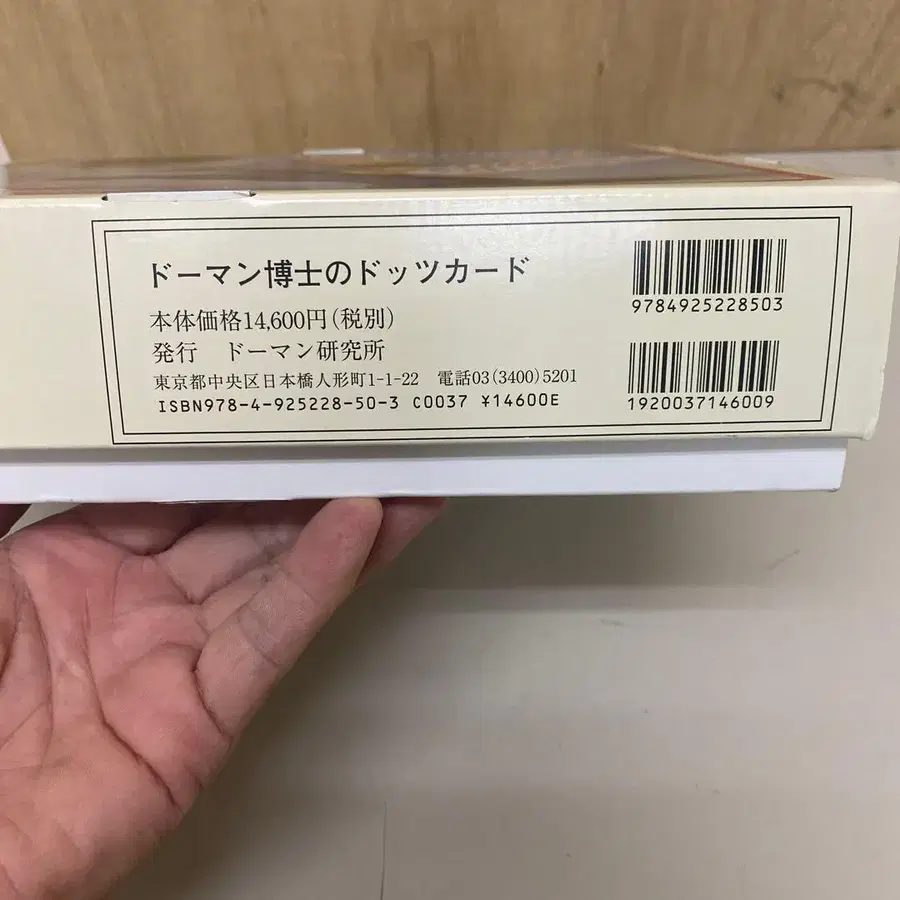 ドーマン博士のドッツカード
本体価格14,600円(税別)
発行　ドーマン研究所
東京都中央区日本橋人形町1-1-22　電話03(3400)5201
ISBN978-4-925228-50-3 C0037 ¥14600E
9784925228503
1920037146009